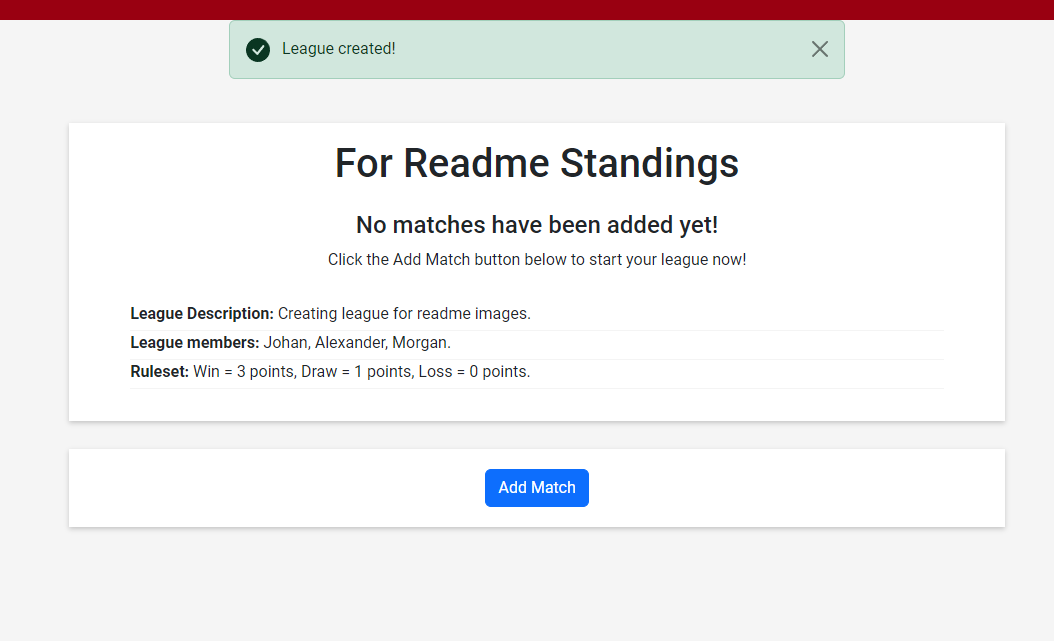 League created!
For Readme Standings
No matches have been added yet!
Click the Add Match button below to start your league now!
League Description: Creating league for readme images.
League members: Johan, Alexander, Morgan.
Ruleset: Win = 3 points, Draw = 1 points, Loss = 0 points.
Add Match